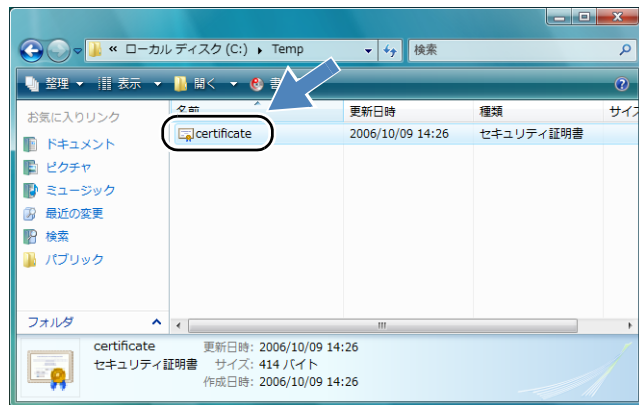 « ローカル ディスク (C:) ▸ Temp
検索
整理 表示 開く 書
お気に入りリンク
ドキュメント
ピクチャ
ミュージック
最近の変更
検索
パブリック
フォルダ
名前 更新日時 種類 サイズ
certificate 2006/10/09 14:26 セキュリティ証明書
certificate 更新日時: 2006/10/09 14:26
セキュリティ証明書 サイズ: 414 バイト
作成日時: 2006/10/09 14:26